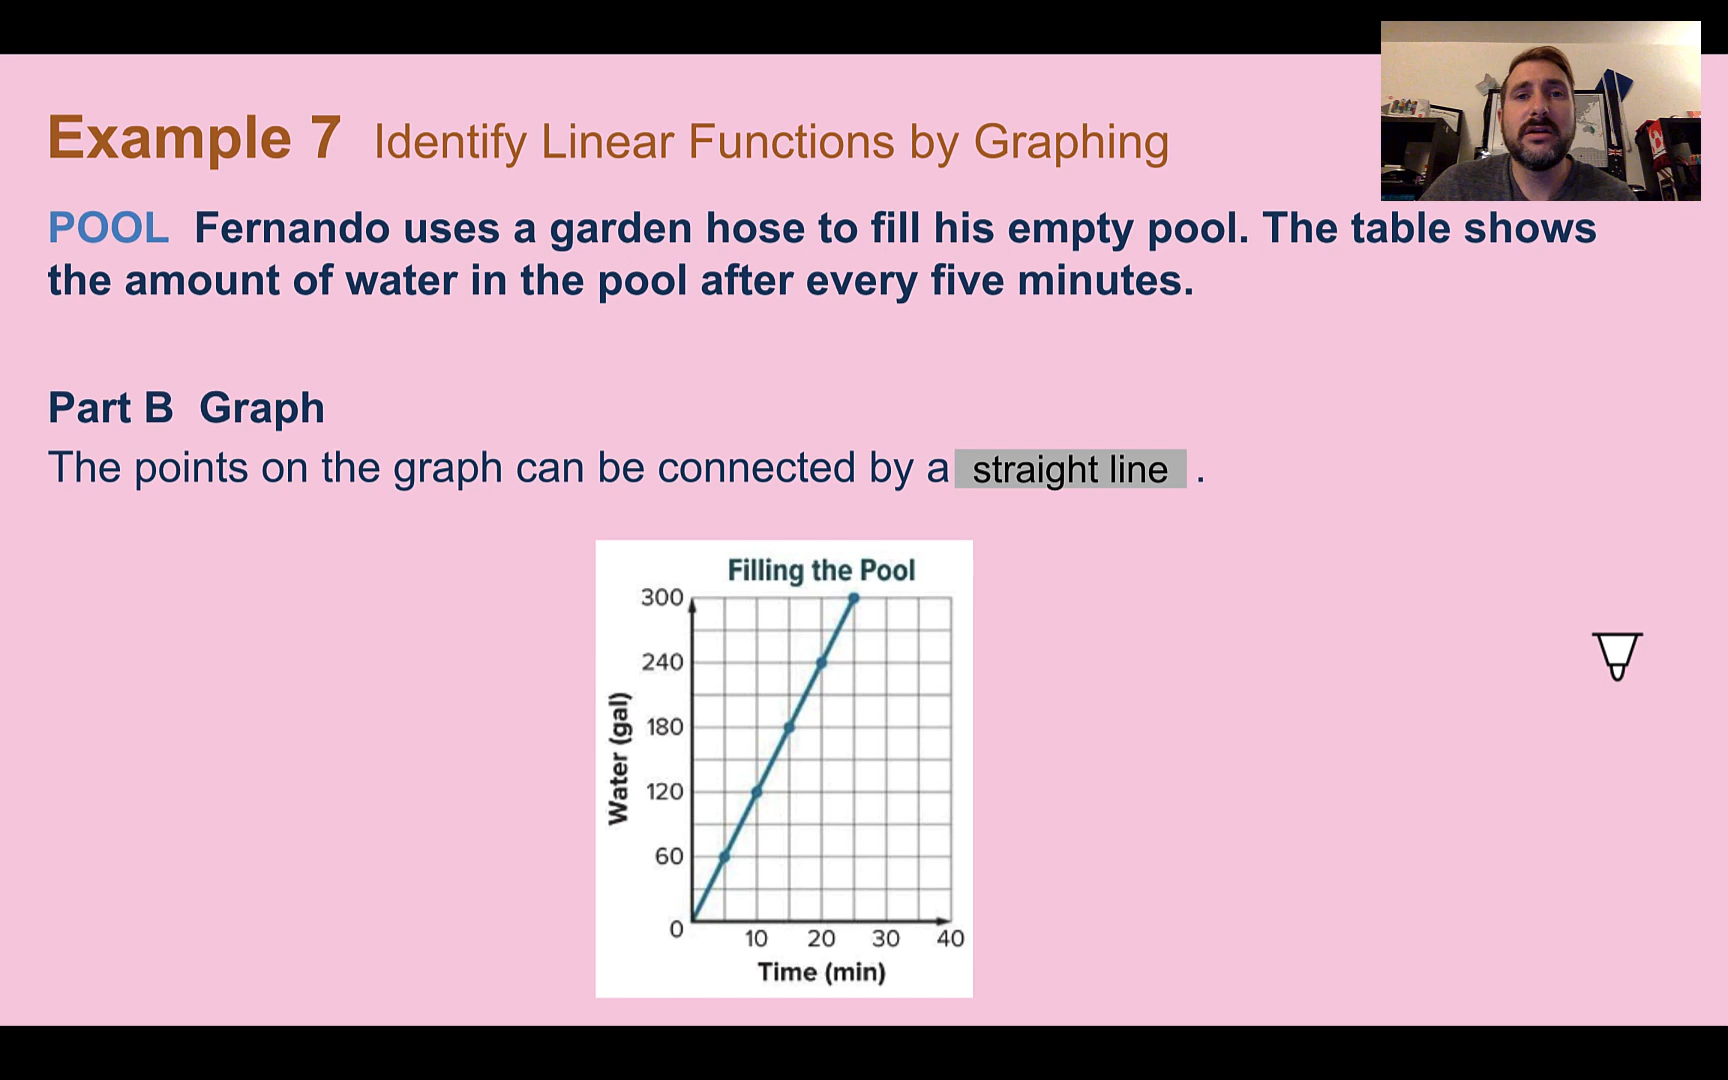 Example 7 Identify Linear Functions by Graphing
POOL Fernando uses a garden hose to fill his empty pool. The table shows
the amount of water in the pool after every five minutes.
Part B Graph
The points on the graph can be connected by a straight line .
Filling the Pool
300
240
180
120
60
0
Water (gal)
10 20 30 40
Time (min)